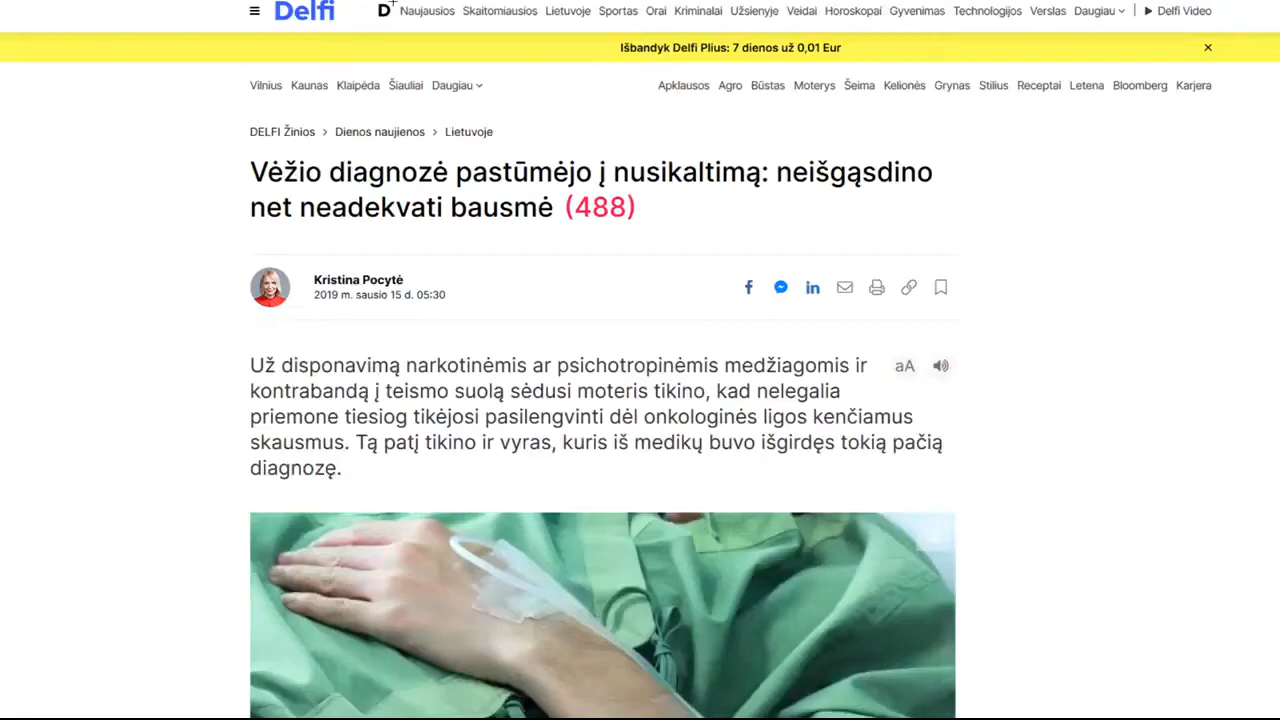 Delfi
D+ Naujausios Skaitomiausios Lietuvoje Sportas Orai Kriminalai Užsienyje Veidai Horoskopai Gyvenimas Technologijos Verslas Daugiau | Delfi Video
Išbandyk Delfi Plius: 7 dienos už 0,01 Eur ×
Vilnius Kaunas Klaipėda Šiauliai Daugiau Apklausos Agro Būstas Moterys Šeima Kelionės Grynas Stilius Receptai Letena Bloomberg Karjera
DELFI Žinios > Dienos naujienos > Lietuvoje
Vėžio diagnozė pastūmėjo į nusikaltimą: neišgąsdino
net neadekvati bausmė (488)
Kristina Pocytė
2019 m. sausio 15 d. 05:30
Už disponavimą narkotinėmis ar psichotropinėmis medžiagomis ir
aA
kontrabandą į teismo suolą sėdusi moteris tikino, kad nelegalia
priemone tiesiog tikėjosi pasilengvinti dėl onkologinės ligos kenčiamus
skausmus. Tą patį tikino ir vyras, kuris iš medikų buvo išgirdęs tokią pačią
diagnozę.